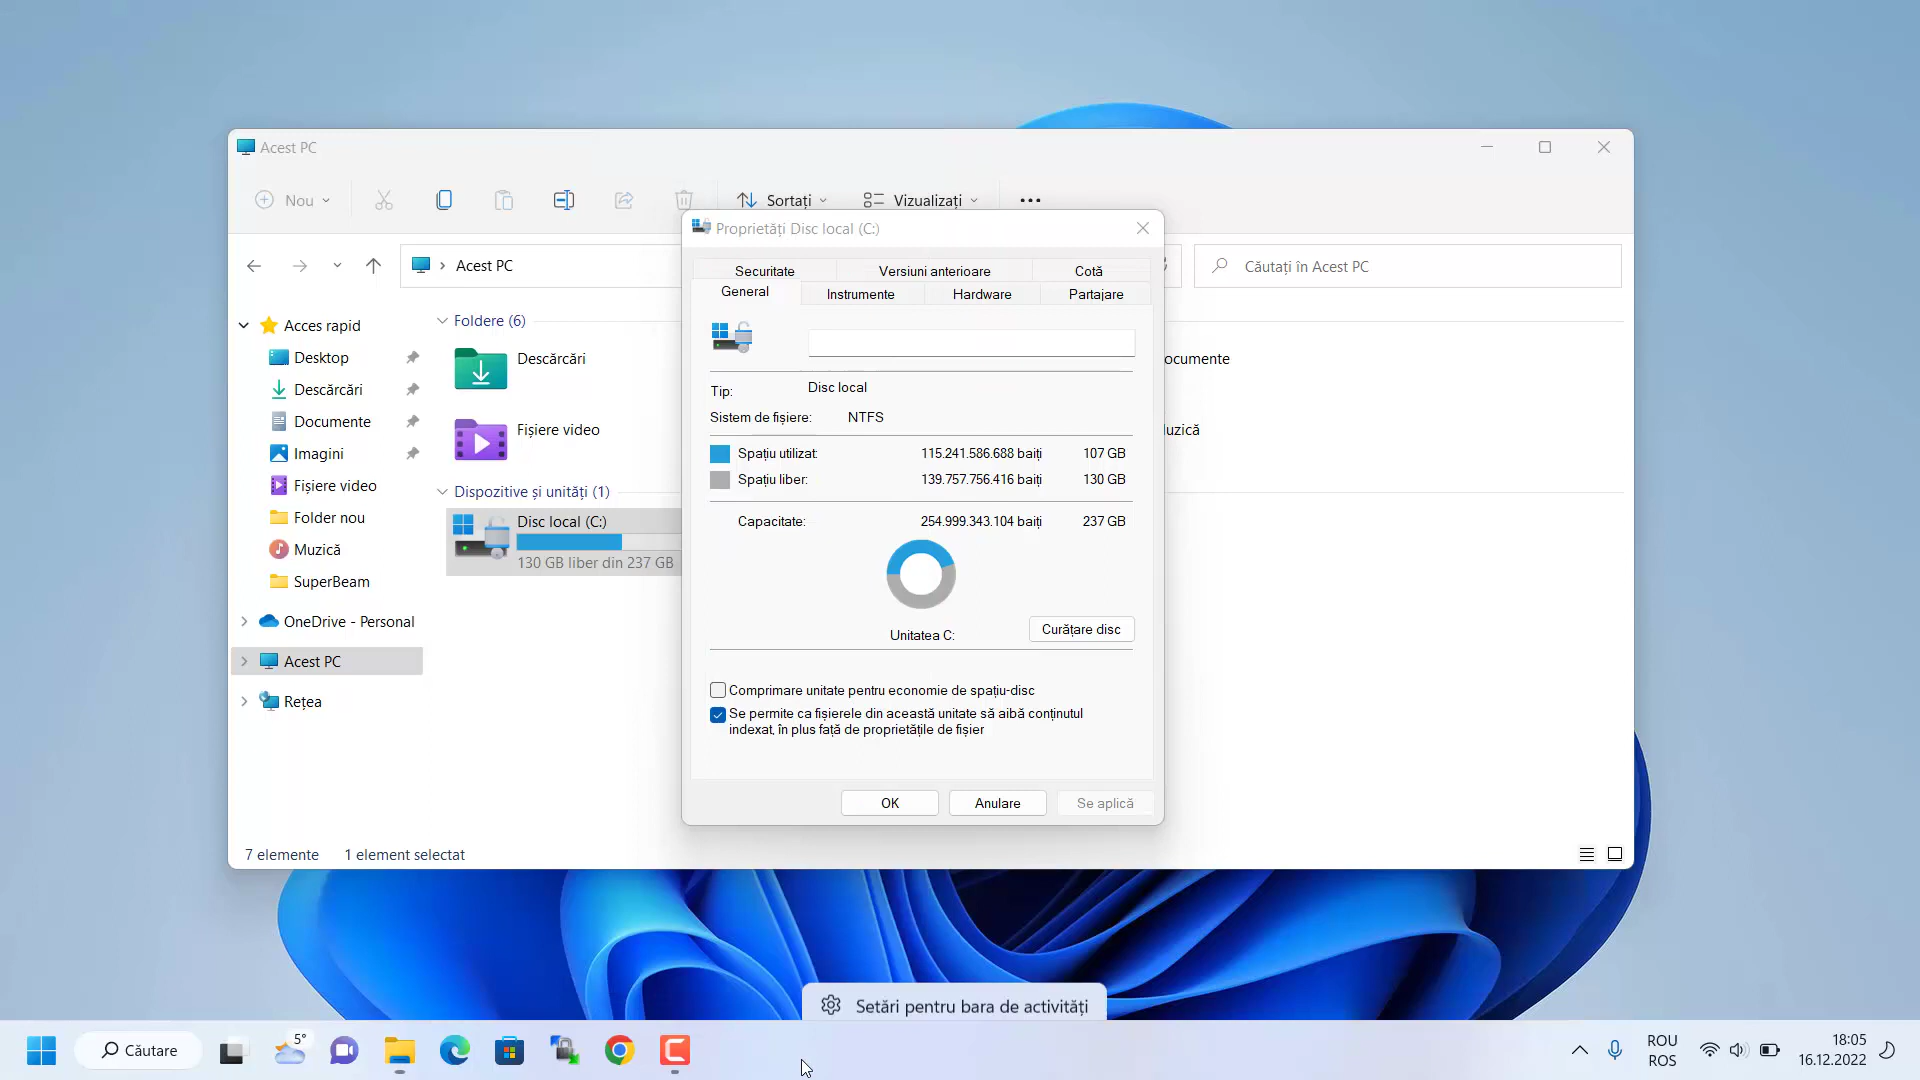 Acest PC
Nou
Sortați
Vizualizați
Acest PC
Căutați în Acest PC
Acces rapid
Desktop
Descărcări
Documente
Imagini
Fișiere video
Folder nou
Muzică
SuperBeam
OneDrive - Personal
Acest PC
Rețea
Foldere (6)
Descărcări
Fișiere video
ocumente
uzică
Dispozitive și unități (1)
Disc local (C:)
130 GB liber din 237 GB
7 elemente 1 element selectat
Proprietăți Disc local (C:)
Securitate Versiuni anterioare Cotă
General Instrumente Hardware Partajare
Tip: Disc local
Sistem de fișiere: NTFS
Spațiu utilizat: 115.241.586.688 baiți 107 GB
Spațiu liber: 139.757.756.416 baiți 130 GB
Capacitate: 254.999.343.104 baiți 237 GB
Unitatea C:
Curățare disc
Comprimare unitate pentru economie de spațiu-disc
Se permite ca fișierele din această unitate să aibă conținutul
indexat, în plus față de proprietățile de fișier
OK Anulare Se aplică
Setări pentru bara de activități
Căutare
5°
ROU
ROS
18:05
16.12.2022